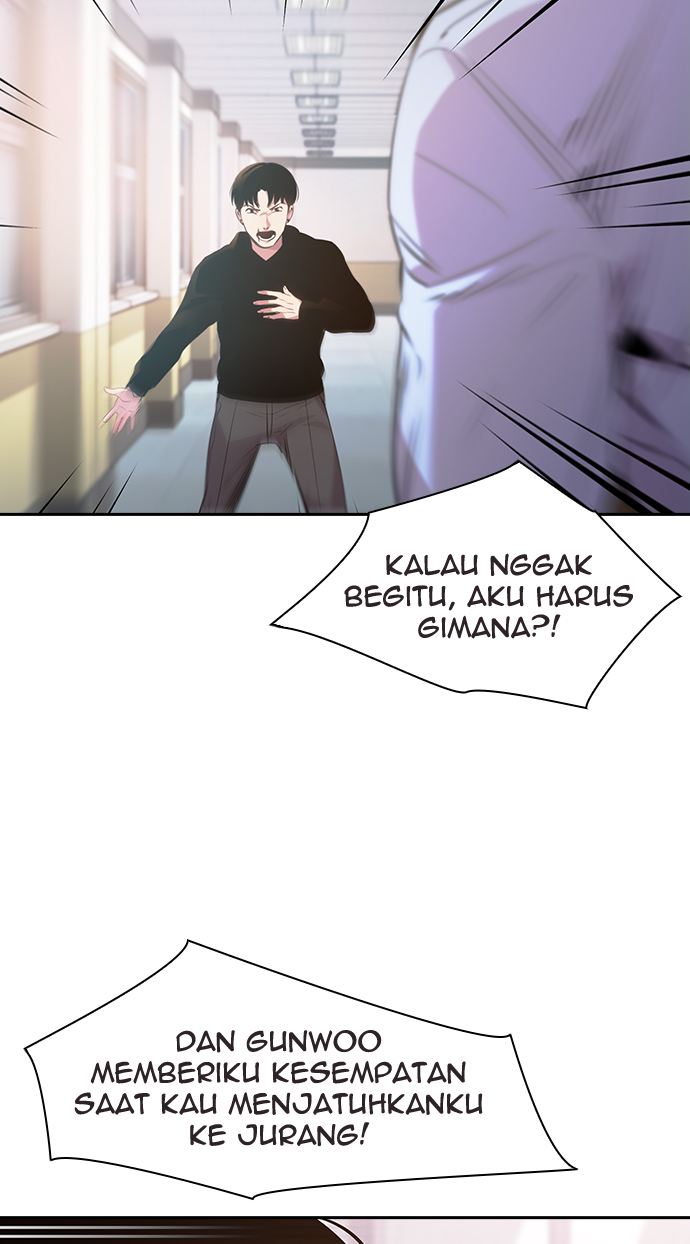 KALAU NGGAK
BEGITU, AKU HARUS
GIMANA?!
DAN GUNWOO
MEMBERIKU KESEMPATAN
SAAT KAU MENJATUHKANKU
KE JURANG!